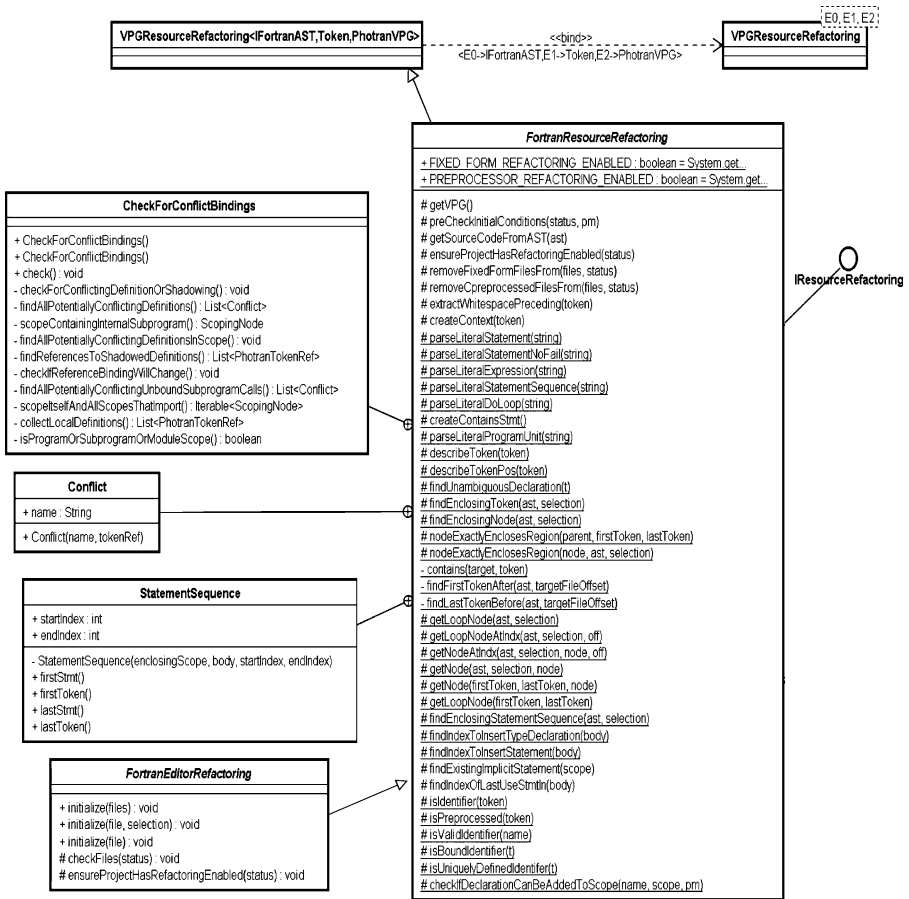 E0, E1, E2
VPGResourceRefactoring<IFortranAST,Token,PhotranVPG>
<<bind>>
<E0->IFortranAST,E1->Token,E2->PhotranVPG>
VPGResourceRefactoring
FortranResourceRefactoring
+ FIXED_FORM_REFACTORING_ENABLED : boolean = System.get...
+ PREPROCESSOR_REFACTORING_ENABLED : boolean = System.get...
# getVPG()
# preCheckInitialConditions(status, pm)
# getSourceCodeFromAST(ast)
# ensureProjectHasRefactoringEnabled(status)
# removeFixedFormFilesFrom(files, status)
# removeCpreprocessedFilesFrom(files, status)
# extractWhitespacePreceding(token)
# createContext(token)
# parseLiteralStatement(string)
# parseLiteralStatementNoFail(string)
# parseLiteralExpression(string)
# parseLiteralStatementSequence(string)
# parseLiteralDoLoop(string)
# createContainsStmt()
# parseLiteralProgramUnit(string)
# describeToken(token)
# describeTokenPos(token)
# findUnambiguousDeclaration(t)
# findEnclosingToken(ast, selection)
# findEnclosingNode(ast, selection)
# nodeExactlyEnclosesRegion(parent, firstToken, lastToken)
# nodeExactlyEnclosesRegion(node, ast, selection)
- contains(target, token)
- findFirstTokenAfter(ast, targetFileOffset)
- findLastTokenBefore(ast, targetFileOffset)
# getLoopNode(ast, selection)
# getLoopNodeAtIndx(ast, selection, off)
# getNodeAtIndx(ast, selection, node, off)
# getNode(ast, selection, node)
# getNode(firstToken, lastToken, node)
# getLoopNode(firstToken, lastToken)
# findEnclosingStatementSequence(ast, selection)
# findIndexToInsertTypeDeclaration(body)
# findIndexToInsertStatement(body)
# findExistingImplicitStatement(scope)
# findIndexOfLastUseStmtIn(body)
# isIdentifier(token)
# isPreprocessed(token)
# isValidIdentifier(name)
# isBoundIdentifier(t)
# isUniquelyDefinedIdentifer(t)
# checkIfDeclarationCanBeAddedToScope(name, scope, pm)
IResourceRefactoring
CheckForConflictBindings
+ CheckForConflictBindings()
+ CheckForConflictBindings()
+ check() : void
- checkForConflictingDefinitionOrShadowing() : void
- findAllPotentiallyConflictingDefinitions() : List<Conflict>
- scopeContainingInternalSubprogram() : ScopingNode
- findAllPotentiallyConflictingDefinitionsInScope() : void
- findReferencesToShadowedDefinitions() : List<PhotranTokenRef>
- checkIfReferenceBindingWillChange() : void
- findAllPotentiallyConflictingUnboundSubprogramCalls() : List<Conflict>
- scopeItselfAndAllScopesThatImport() : Iterable<ScopingNode>
- collectLocalDefinitions() : List<PhotranTokenRef>
- isProgramOrSubprogramOrModuleScope() : boolean
Conflict
+ name : String
+ Conflict(name, tokenRef)
StatementSequence
+ startIndex : int
+ endIndex : int
- StatementSequence(enclosingScope, body, startIndex, endIndex)
+ firstStmt()
+ firstToken()
+ lastStmt()
+ lastToken()
FortranEditorRefactoring
+ initialize(files) : void
+ initialize(file, selection) : void
+ initialize(file) : void
# checkFiles(status) : void
# ensureProjectHasRefactoringEnabled(status) : void